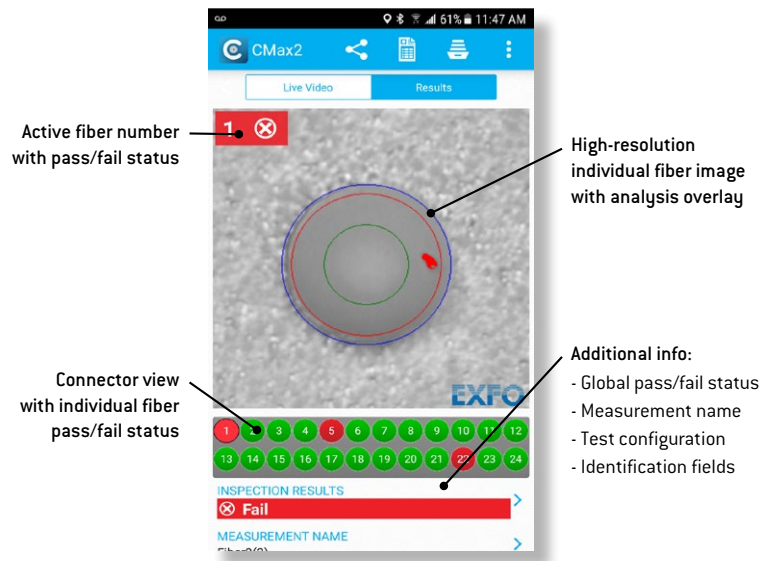 61% 11:47 AM
CMax2
Live Video
Results
1
Active fiber number
with pass/fail status
High-resolution
individual fiber image
with analysis overlay
EXFO
Connector view
with individual fiber
pass/fail status
1 2 3 4 5 6 7 8 9 10 11 12
13 14 15 16 17 18 19 20 21 22 23 24
Additional info:
- Global pass/fail status
- Measurement name
- Test configuration
- Identification fields
INSPECTION RESULTS
Fail
MEASUREMENT NAME